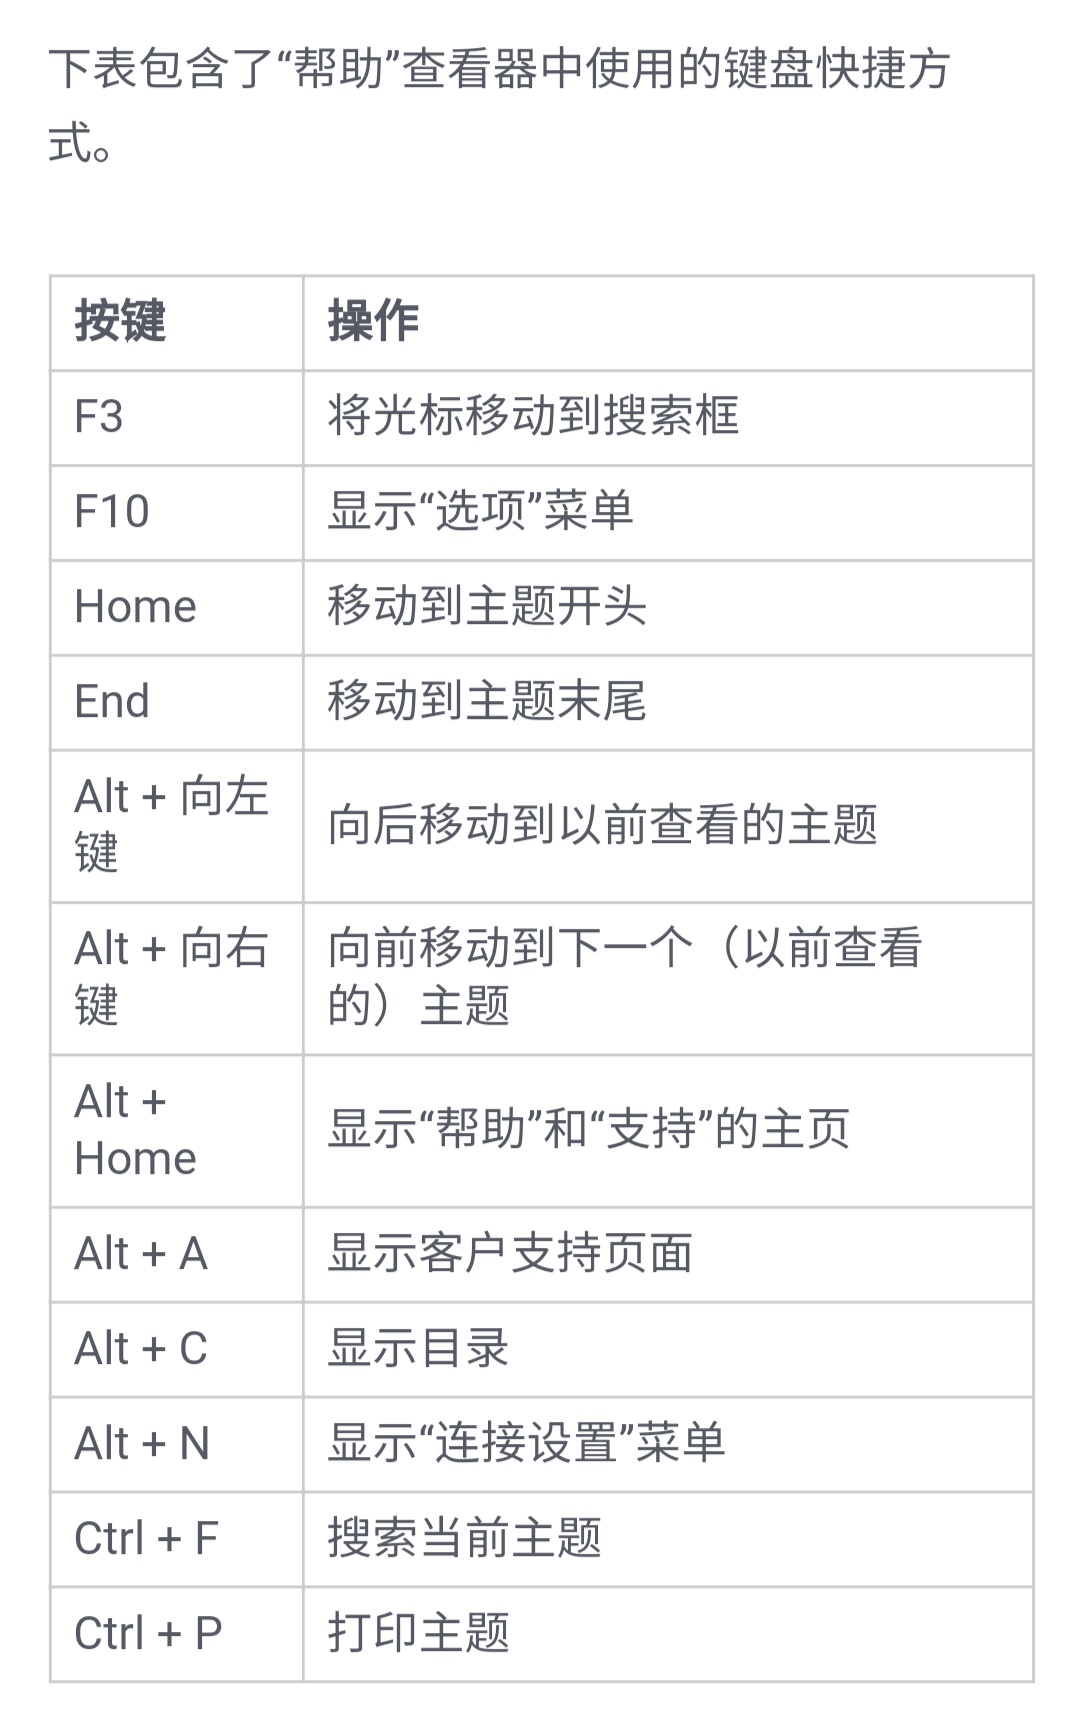 下表包含了“帮助”查看器中使用的键盘快捷方
式。
按键 操作
F3 将光标移动到搜索框
F10 显示“选项”菜单
Home 移动到主题开头
End 移动到主题末尾
Alt + 向左
键
向后移动到以前查看的主题
Alt + 向右
键
向前移动到下一个（以前查看
的）主题
Alt +
Home
显示“帮助”和“支持”的主页
Alt + A 显示客户支持页面
Alt + C 显示目录
Alt + N 显示“连接设置”菜单
Ctrl + F 搜索当前主题
Ctrl + P 打印主题